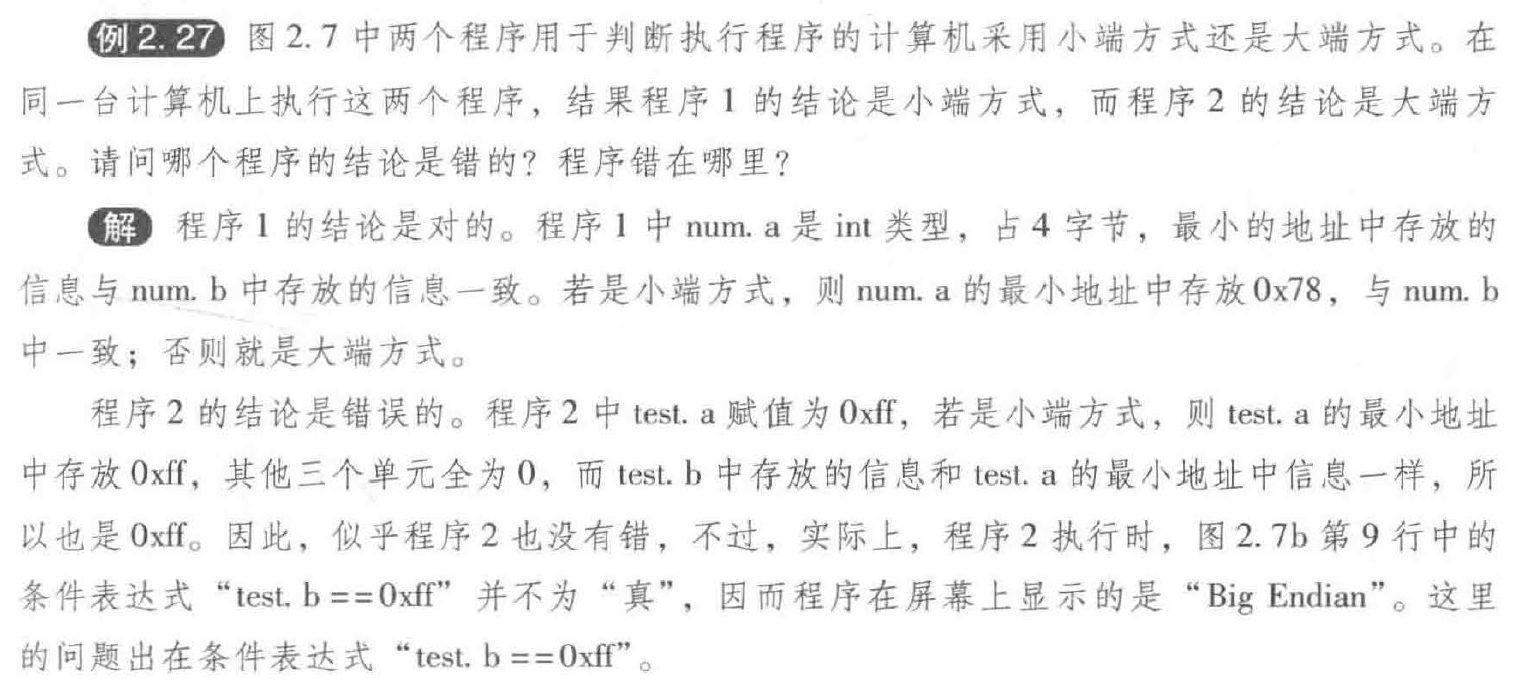 例2.27 图2.7中两个程序用于判断执行程序的计算机采用小端方式还是大端方式。在
同一台计算机上执行这两个程序，结果程序1的结论是小端方式，而程序2的结论是大端方
式。请问哪个程序的结论是错的？程序错在哪里？
解 程序1的结论是对的。程序1中num. a是int类型，占4字节，最小的地址中存放的
信息与num. b中存放的信息一致。若是小端方式，则num. a的最小地址中存放0x78，与num. b
中一致；否则就是大端方式。
程序2的结论是错误的。程序2中test. a赋值为0xff，若是小端方式，则test. a的最小地址
中存放0xff，其他三个单元全为0，而test. b中存放的信息和test. a的最小地址中信息一样，所
以也是0xff。因此，似乎程序2也没有错，不过，实际上，程序2执行时，图2.7b第9行中的
条件表达式“test. b ==0xff”并不为“真”，因而程序在屏幕上显示的是“Big Endian”。这里
的问题出在条件表达式“test. b ==0xff”。